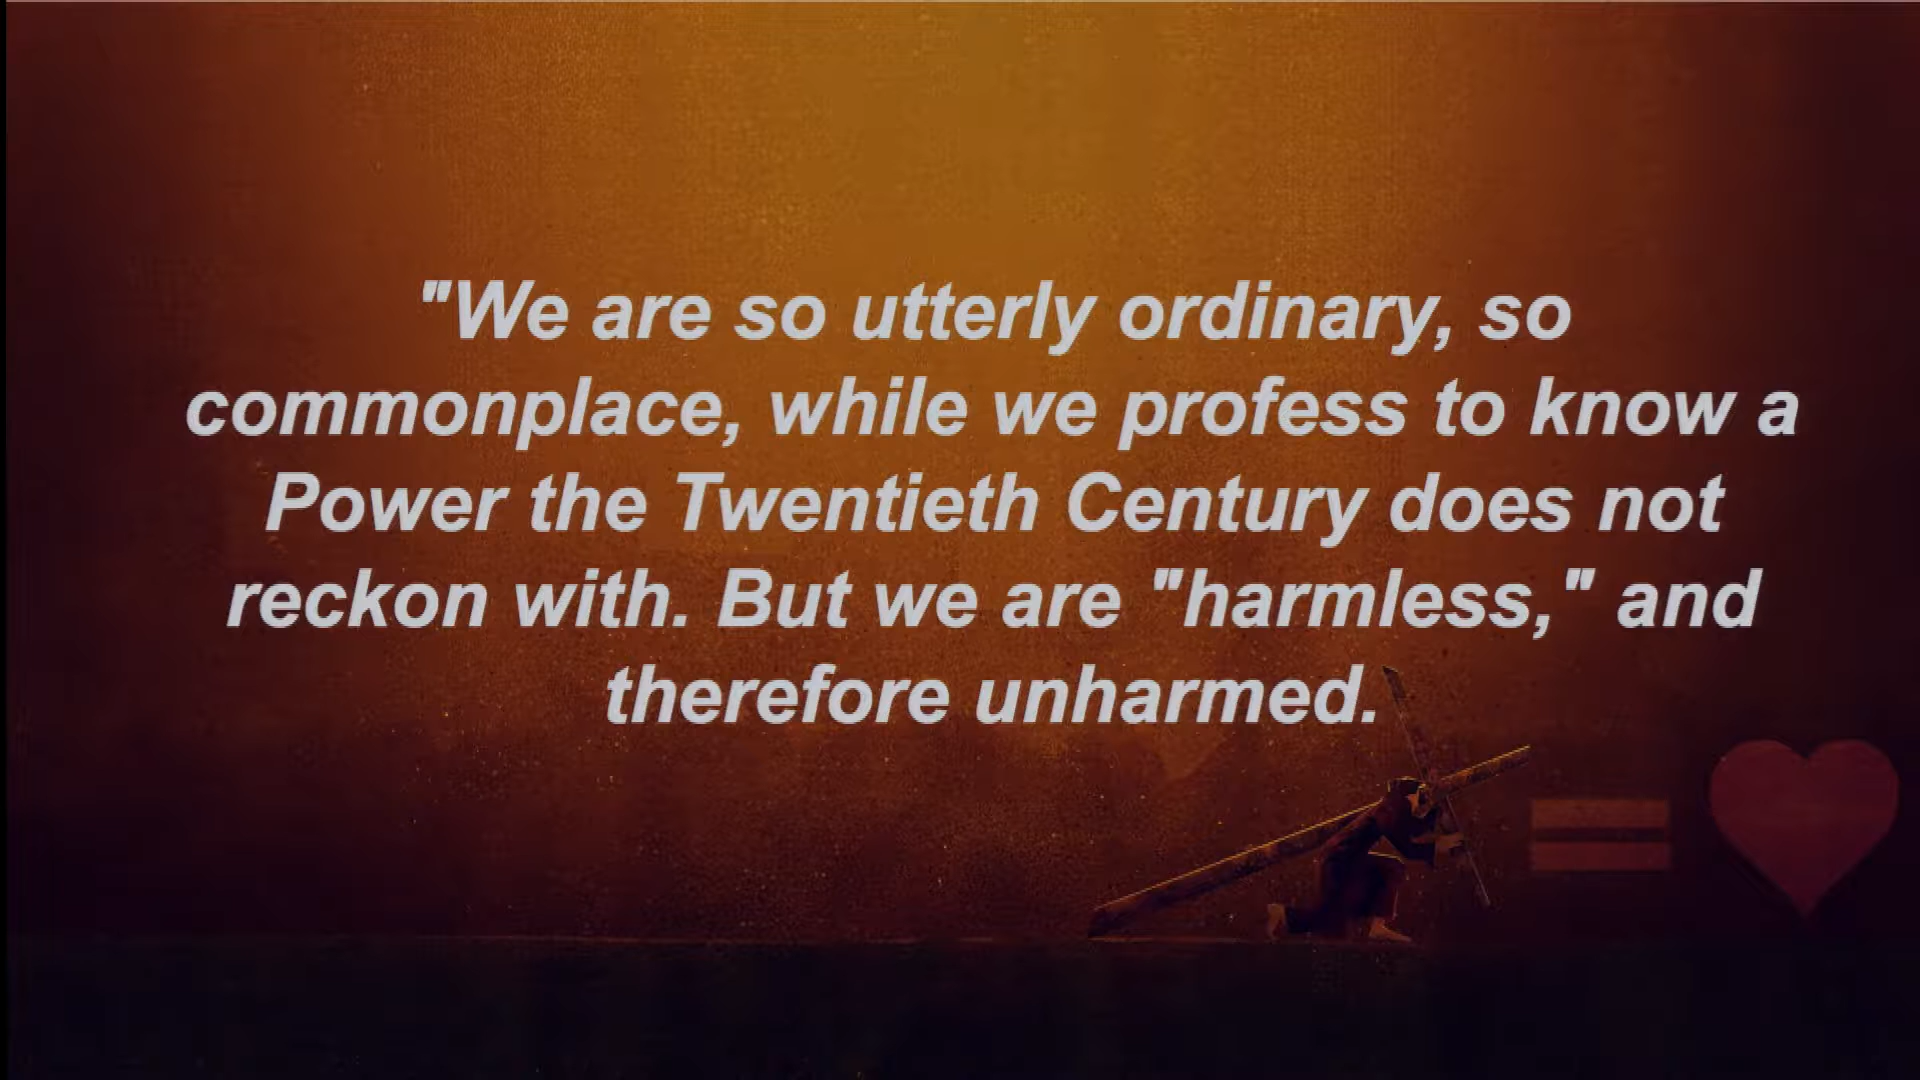 "We are so utterly ordinary, so
commonplace, while we profess to know a
Power the Twentieth Century does not
reckon with. But we are "harmless," and
therefore unharmed.